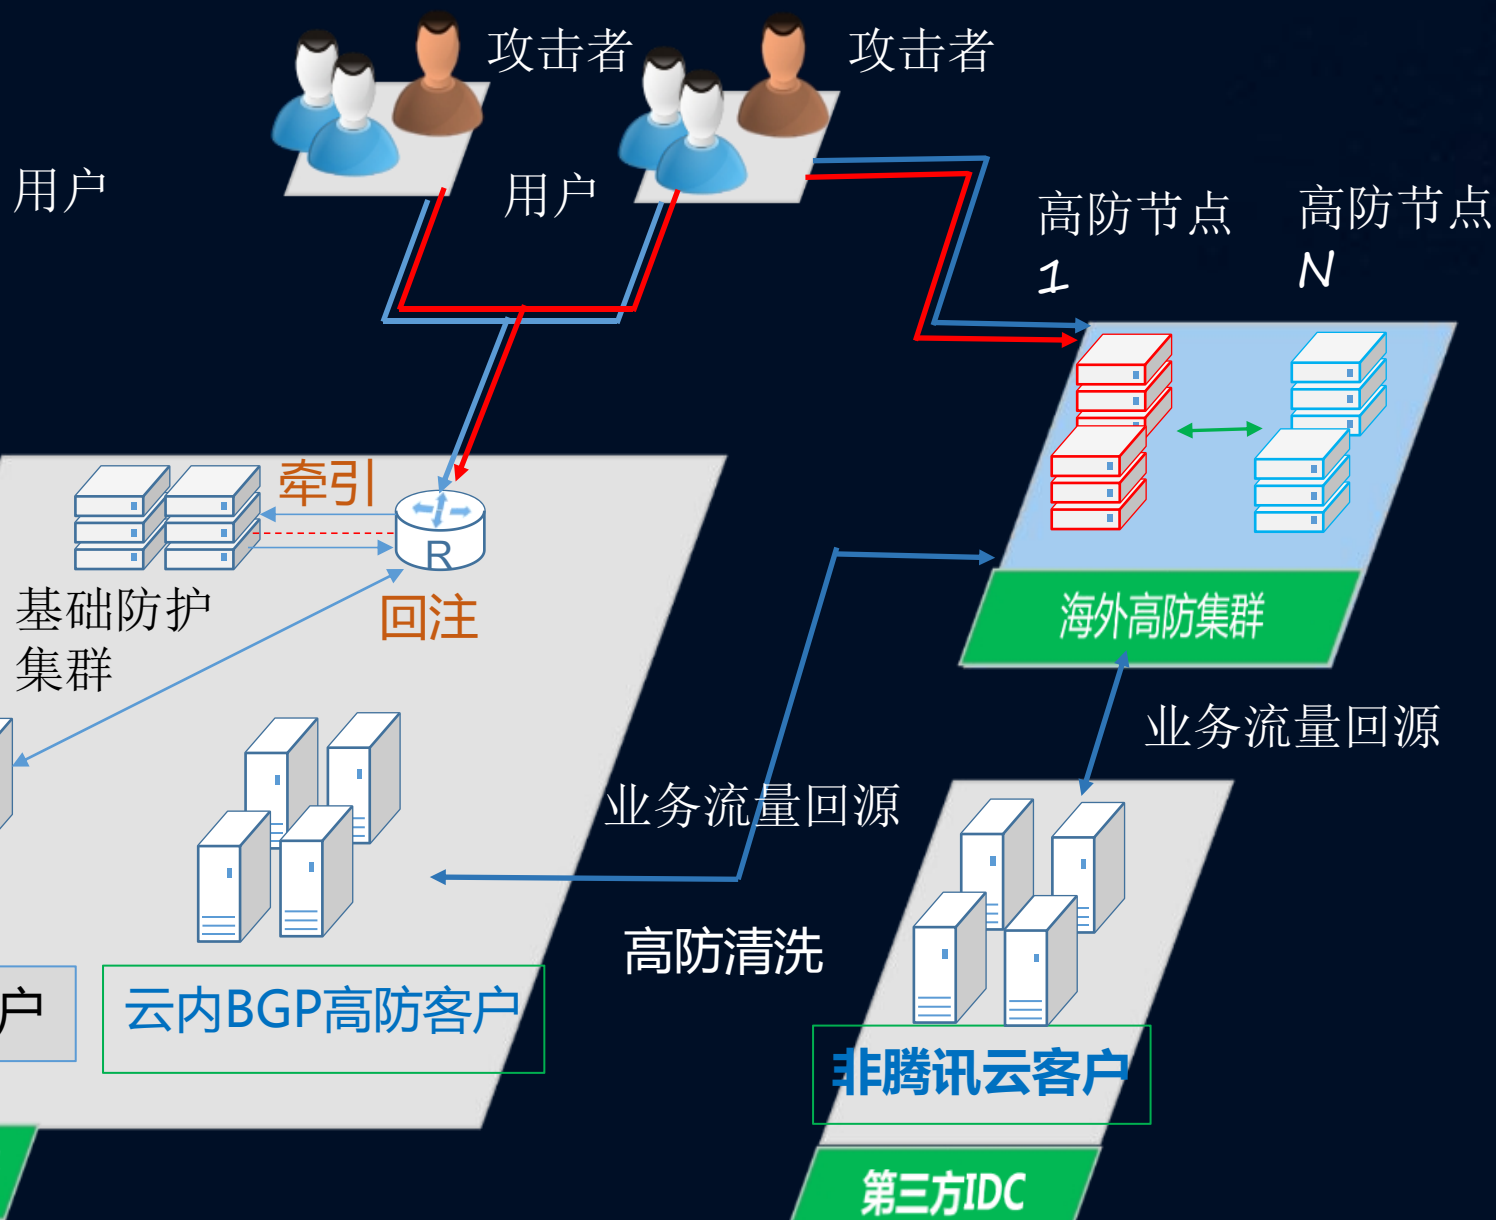 攻击者
攻击者
用户
用户
高防节点
1
高防节点
N
牵引
R
回注
基础防护
集群
海外高防集群
业务流量回源
业务流量回源
高防清洗
户
云内BGP高防客户
非腾讯云客户
第三方IDC